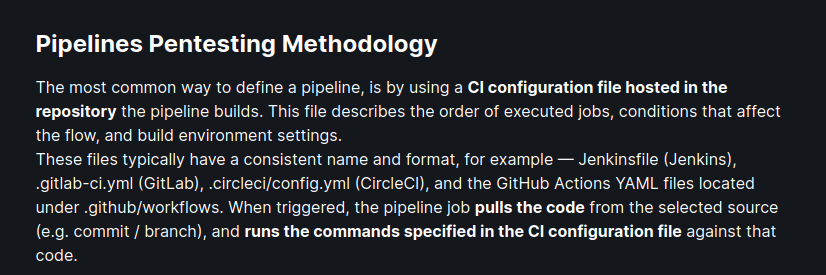 Pipelines Pentesting Methodology
The most common way to define a pipeline, is by using a CI configuration file hosted in the
repository the pipeline builds. This file describes the order of executed jobs, conditions that affect
the flow, and build environment settings.
These files typically have a consistent name and format, for example — Jenkinsfile (Jenkins),
.gitlab-ci.yml (GitLab), .circleci/config.yml (CircleCI), and the GitHub Actions YAML files located
under .github/workflows. When triggered, the pipeline job pulls the code from the selected source
(e.g. commit / branch), and runs the commands specified in the CI configuration file against that
code.